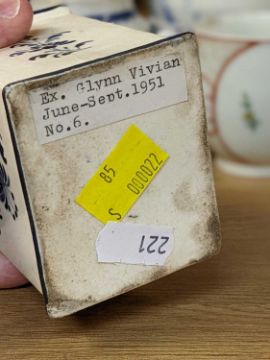 Ex. Glynn Vivian
June-Sept.1951
No.6.
85
S 000022
221